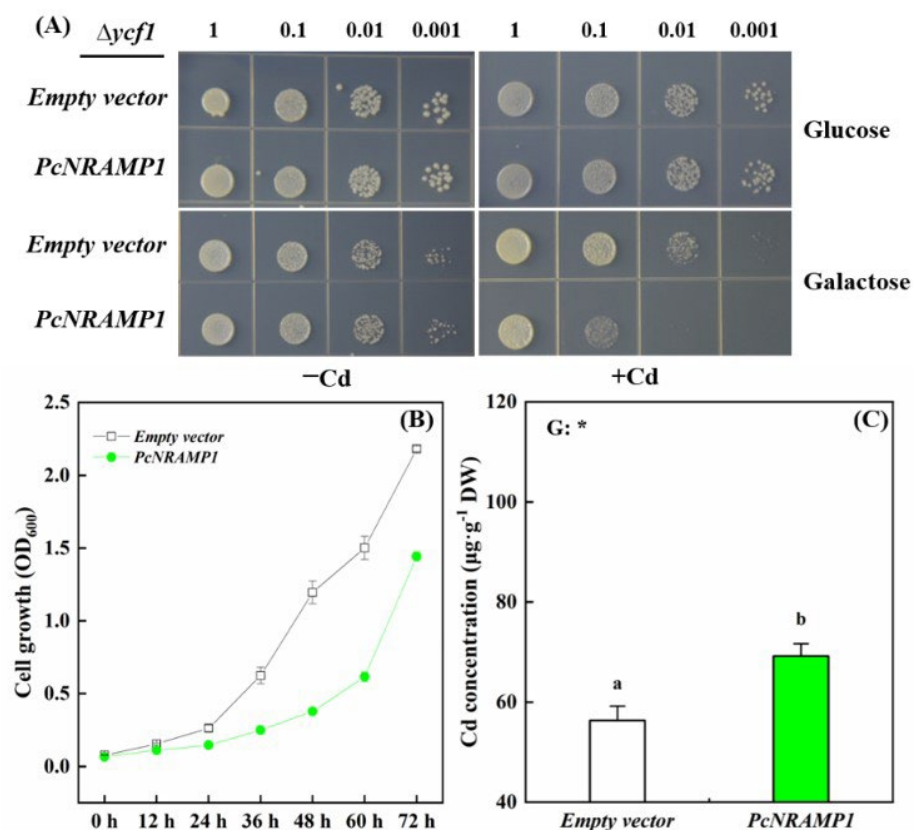 (A) Δycf1 1 0.1 0.01 0.001 1 0.1 0.01 0.001
Empty vector
Glucose
PcNRAMP1
Empty vector
Galactose
PcNRAMP1
−Cd +Cd
(B)
Empty vector
PcNRAMP1
Cell growth (OD600)
2.5
2.0
1.5
1.0
0.5
0.0
0 h 12 h 24 h 36 h 48 h 60 h 72 h
(C)
G: *
Cd concentration (µg·g-1 DW)
120
100
80
60
40
a
b
Empty vector PcNRAMP1